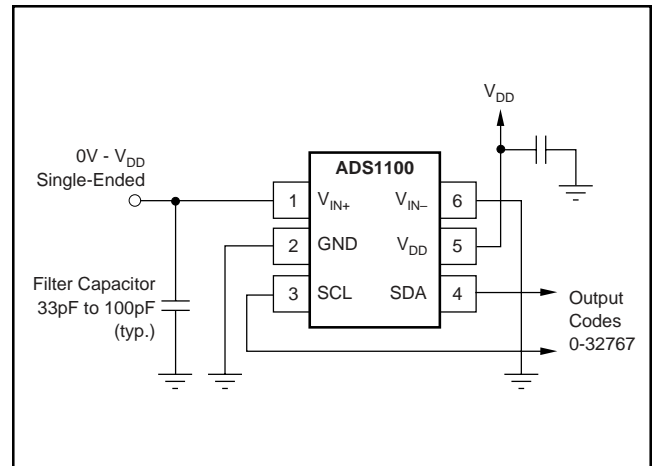 V_DD
0V - V_DD
Single-Ended
ADS1100
1 V_IN+ V_IN– 6
2 GND V_DD 5
3 SCL SDA 4
Filter Capacitor
33pF to 100pF
(typ.)
Output
Codes
0-32767